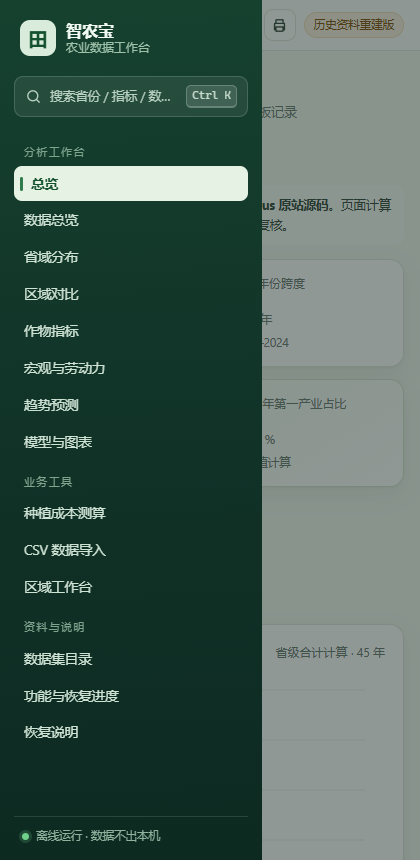 智农宝
农业数据工作台
历史资料重建版
搜索省份 / 指标 / 数...
Ctrl K
板记录
分析工作台
总览
us 原站源码。页面计算
复核。
数据总览
省域分布
区域对比
作物指标
宏观与劳动力
趋势预测
模型与图表
年份跨度
年
-2024
年第一产业占比
%
值计算
业务工具
种植成本测算
CSV 数据导入
区域工作台
资料与说明
数据集目录
功能与恢复进度
恢复说明
省级合计计算 · 45 年
离线运行 · 数据不出本机